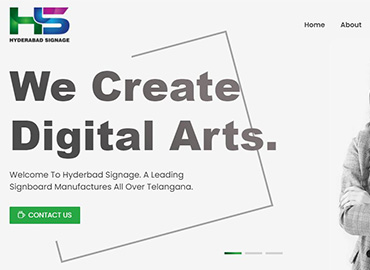 HS
HYDERABAD SIGNAGE
Home About
We Create
Digital Arts.
Welcome To Hyderbad Signage. A Leading
Signboard Manufactures All Over Telangana.
CONTACT US